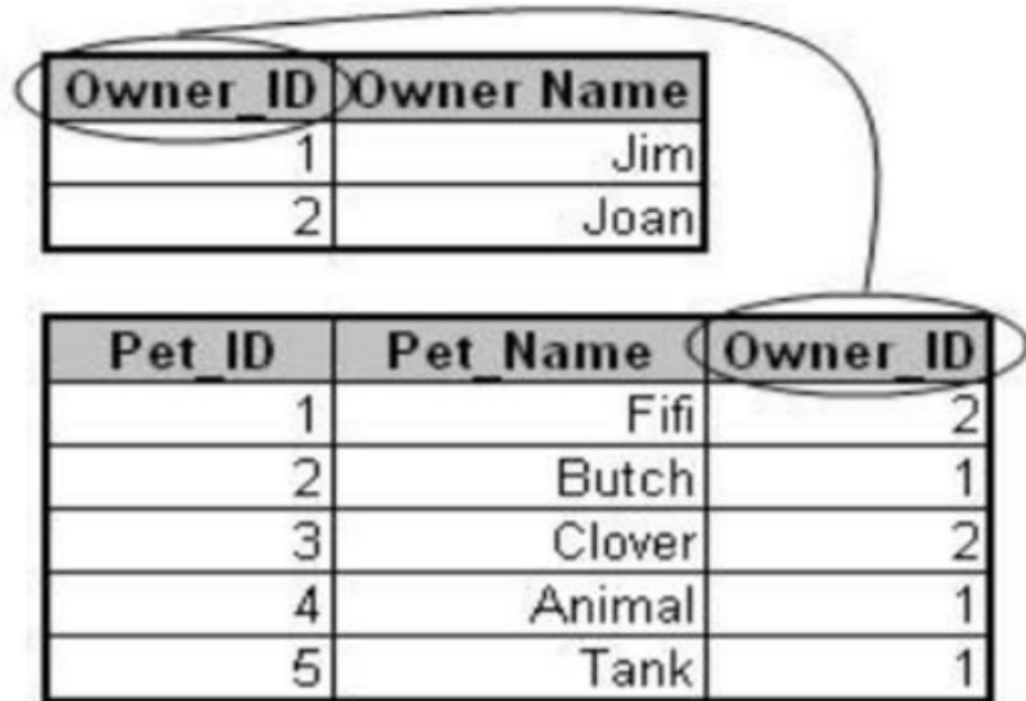 Owner_ID Owner Name
1 Jim
2 Joan
Pet_ID Pet_Name Owner_ID
1 Fifi 2
2 Butch 1
3 Clover 2
4 Animal 1
5 Tank 1